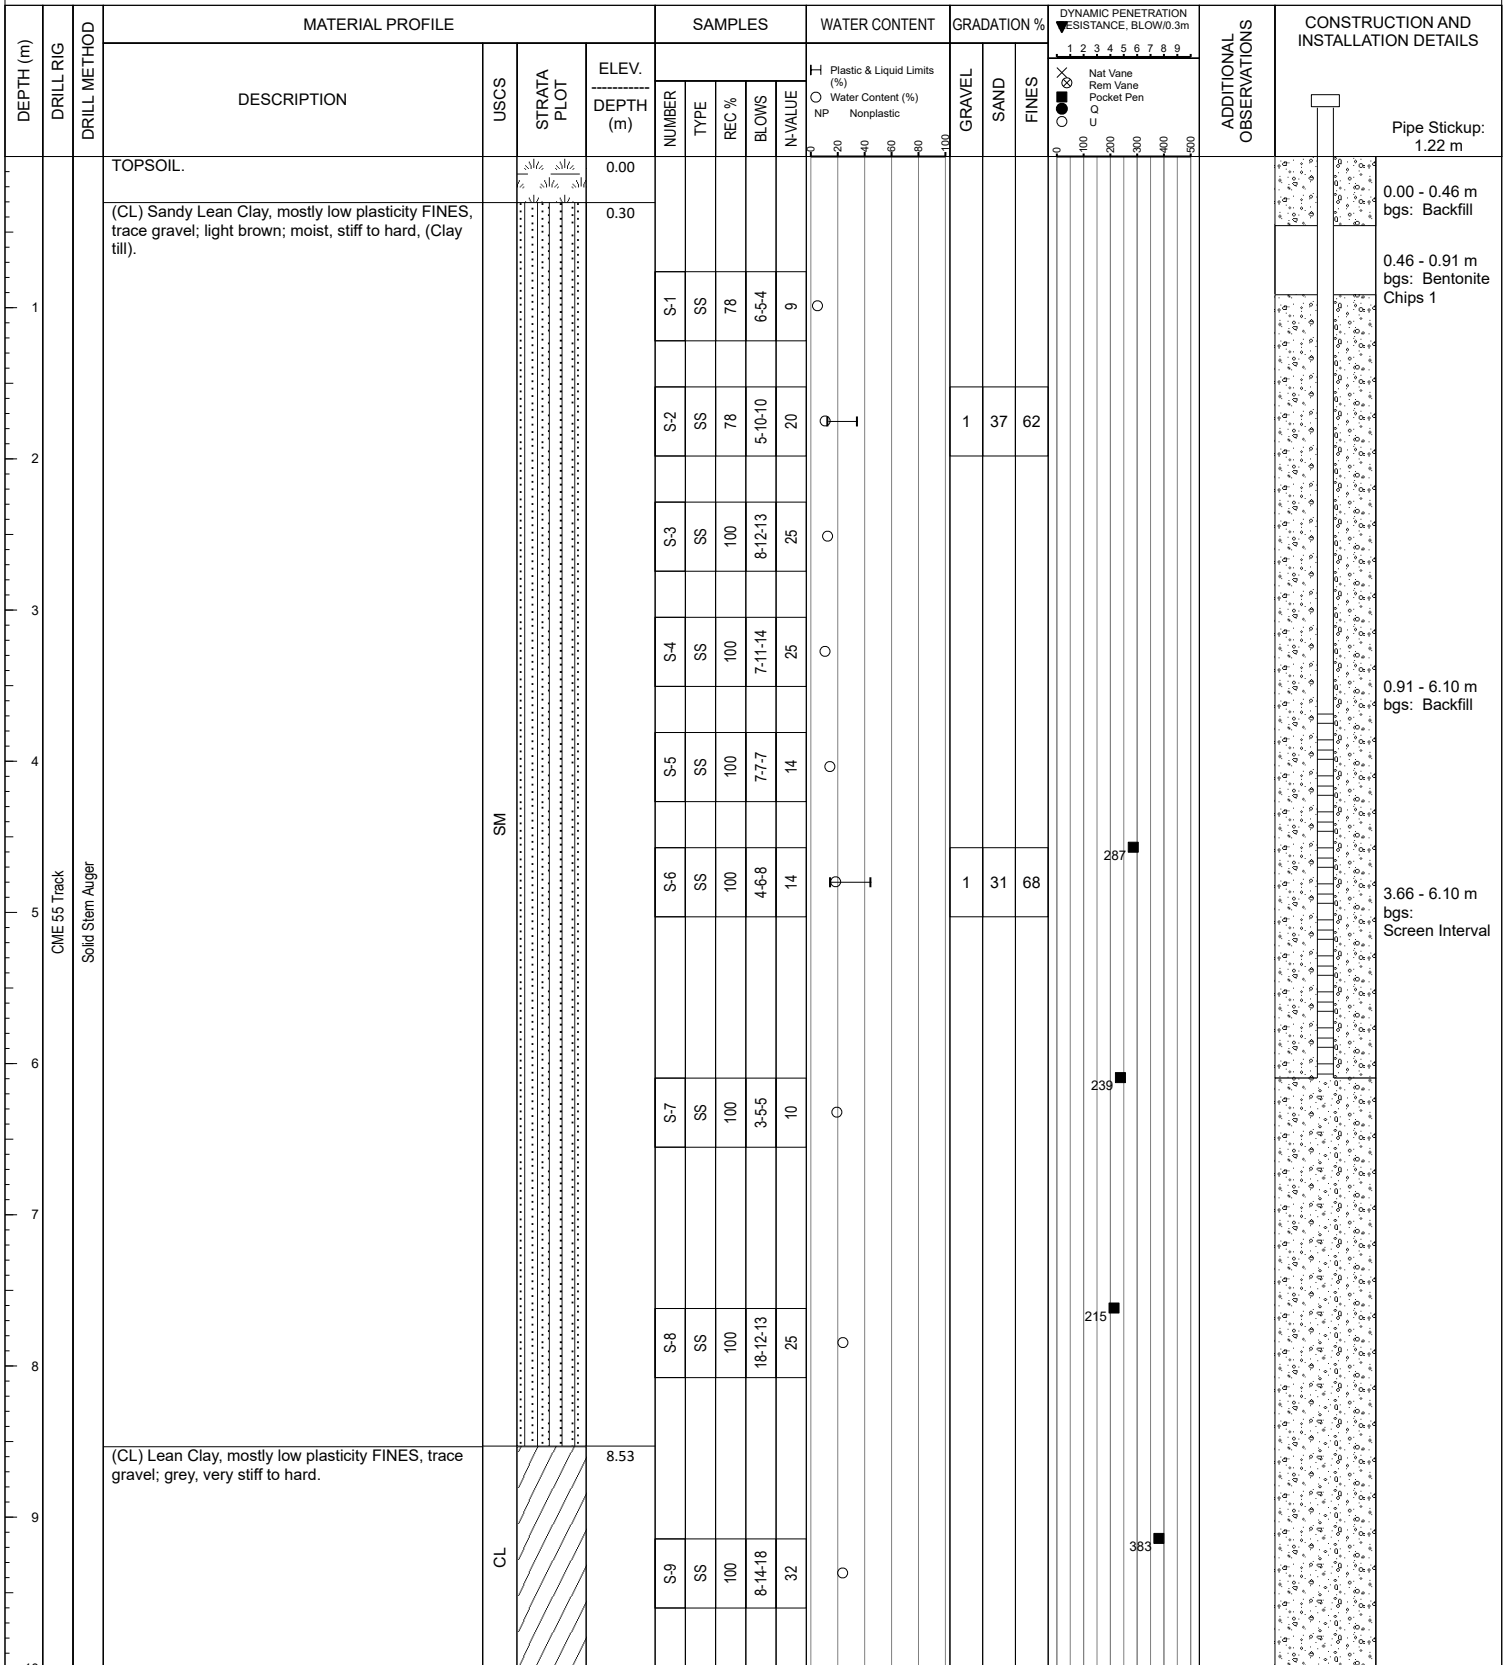 DEPTH (m)
DRILL RIG
DRILL METHOD
MATERIAL PROFILE
DESCRIPTION
USCS
STRATA
PLOT
ELEV.
DEPTH
(m)
SAMPLES
NUMBER
TYPE
REC %
BLOWS
N-VALUE
WATER CONTENT
Plastic & Liquid Limits
(%)
Water Content (%)
NP Nonplastic
0 20 40 60 80 100
GRADATION %
GRAVEL
SAND
FINES
DYNAMIC PENETRATION
RESISTANCE, BLOW/0.3m
1 2 3 4 5 6 7 8 9
Nat Vane
Rem Vane
Pocket Pen
Q
U
0 100 200 300 400 500
ADDITIONAL
OBSERVATIONS
CONSTRUCTION AND
INSTALLATION DETAILS
Pipe Stickup:
1.22 m
CME 55 Track
Solid Stem Auger
TOPSOIL.
0.00
0.00 - 0.46 m
bgs: Backfill
(CL) Sandy Lean Clay, mostly low plasticity FINES,
trace gravel; light brown; moist, stiff to hard, (Clay
till).
0.30
0.46 - 0.91 m
bgs: Bentonite
Chips 1
1
S-1 SS 78 6-5-4 9
S-2 SS 78 5-10-10 20
1 37 62
2
S-3 SS 100 8-12-13 25
3
S-4 SS 100 7-11-14 25
0.91 - 6.10 m
bgs: Backfill
4
S-5 SS 100 7-7-7 14
SM
287
S-6 SS 100 4-6-8 14
1 31 68
3.66 - 6.10 m
bgs:
Screen Interval
5
6
239
S-7 SS 100 3-5-5 10
7
215
S-8 SS 100 18-12-13 25
8
(CL) Lean Clay, mostly low plasticity FINES, trace
gravel; grey, very stiff to hard.
8.53
9
CL
383
S-9 SS 100 8-14-18 32